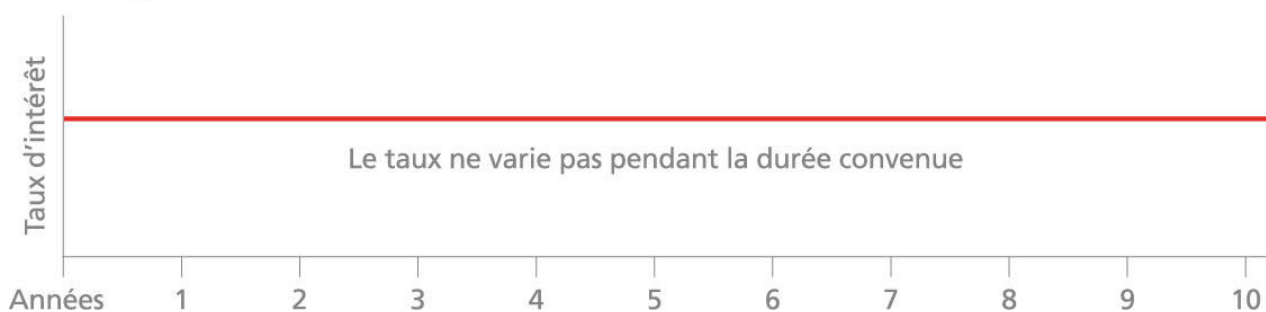 Taux d'intérêt
Le taux ne varie pas pendant la durée convenue
Années 1 2 3 4 5 6 7 8 9 10